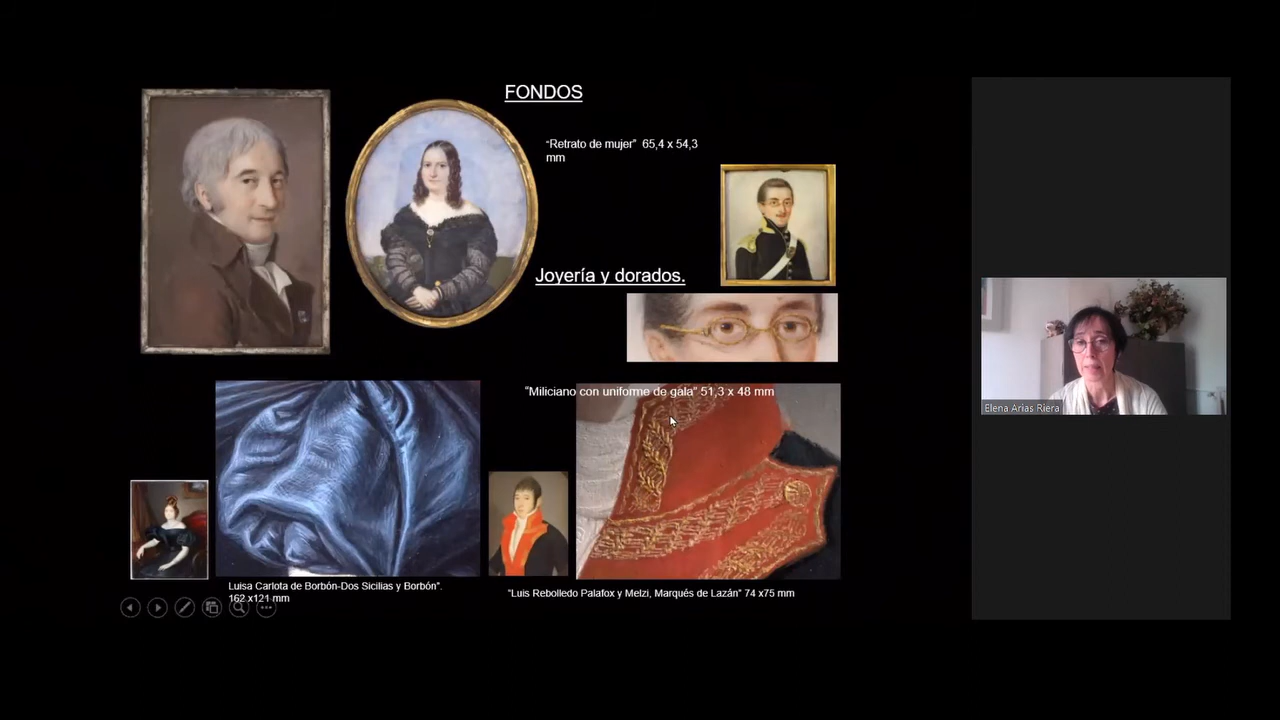 FONDOS
“Retrato de mujer” 65,4 x 54,3
mm
Joyería y dorados.
“Miliciano con uniforme de gala” 51,3 x 48 mm
Elena Arias Riera
Luisa Carlota de Borbón-Dos Sicilias y Borbón”.
162 x121 mm
“Luis Rebolledo Palafox y Melzi, Marqués de Lazán” 74 x75 mm